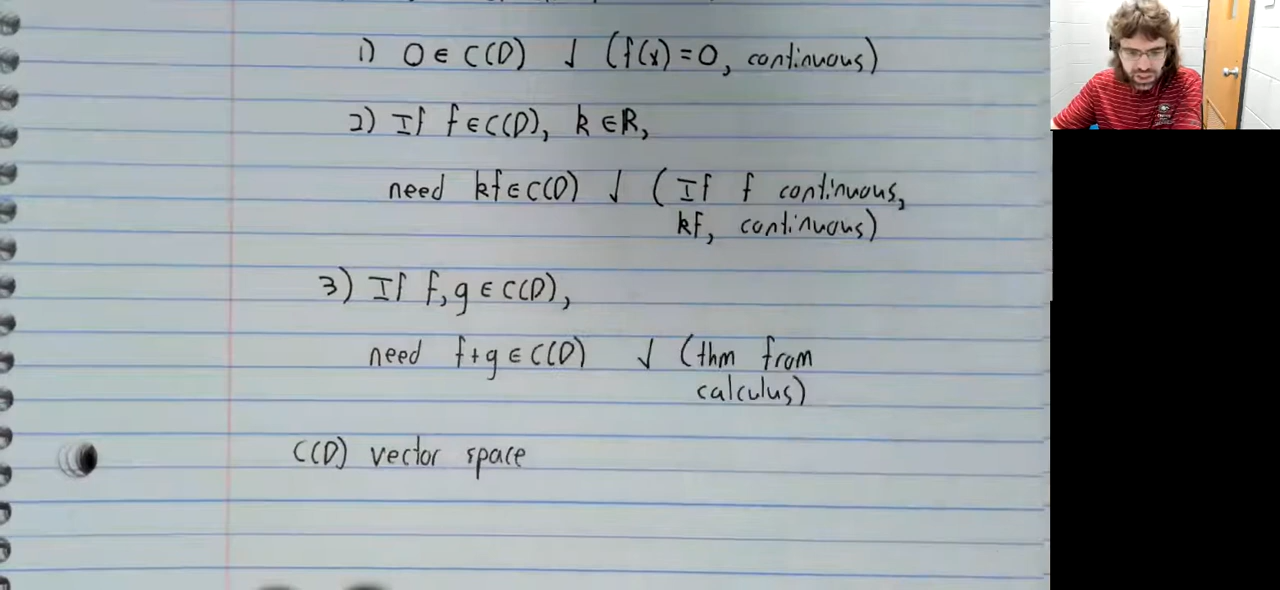 1) 0 ∈ C(D) ✓ (f(x) = 0, continuous)
2) If f ∈ C(D), k ∈ ℝ,
need kf ∈ C(D) ✓ (If f continuous,
kf, continuous)
3) If f, g ∈ C(D),
need f + g ∈ C(D) ✓ (thm from
calculus)
C(D) vector space